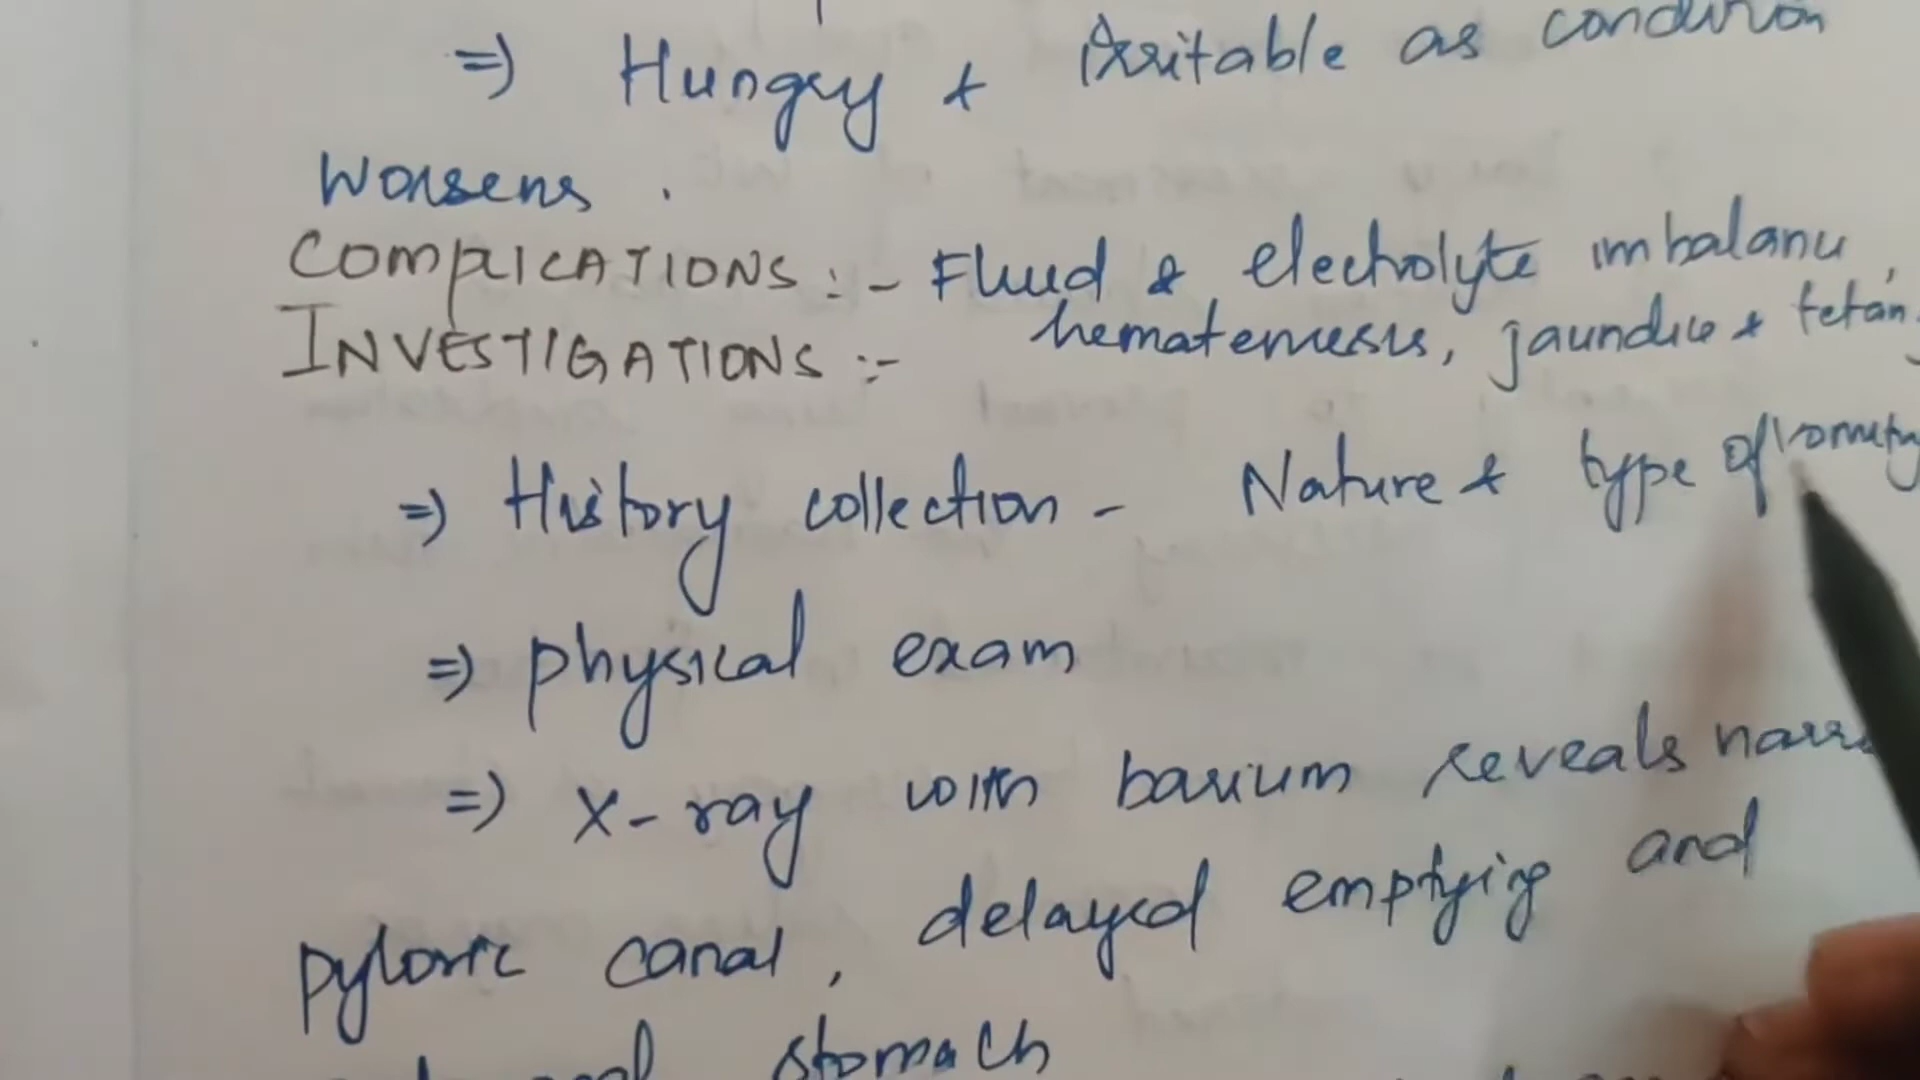 => Hungry & Irritable as condition
worsens.
COMPLICATIONS :- Fluid & electrolyte imbalance,
hematemesis, jaundice & tetany
INVESTIGATIONS :-
=> History collection - Nature & type of vomiting
=> physical exam
=> X-ray with barium reveals
pyloric canal, delayed emptying and
stomach